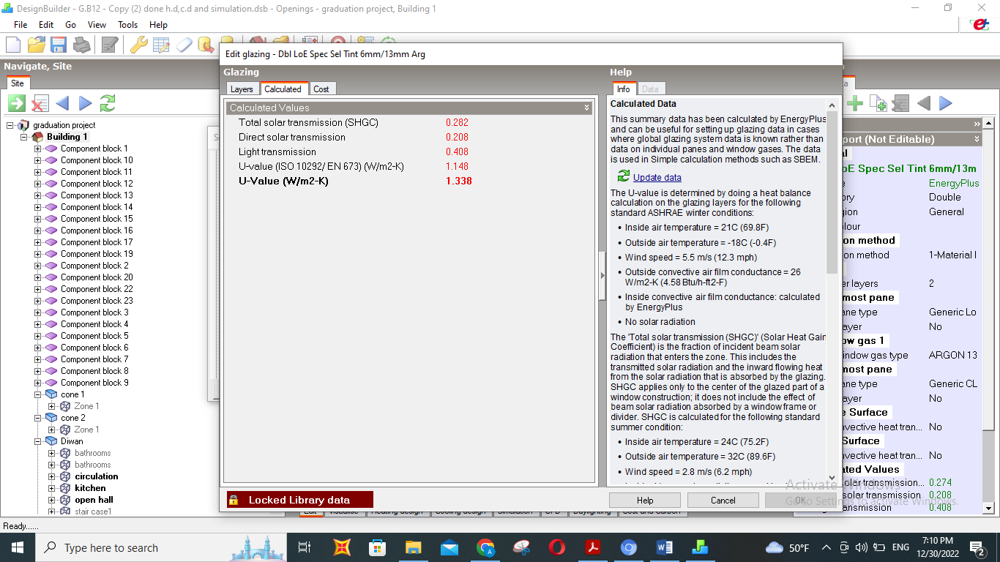 DesignBuilder - G.B12 - Copy (2) done h.d,c.d and simulation.dsb - Openings - graduation project, Building 1
File Edit Go View Tools Help
Navigate, Site
Site
graduation project
Building 1
Component block 1
Component block 10
Component block 11
Component block 12
Component block 13
Component block 14
Component block 15
Component block 16
Component block 17
Component block 19
Component block 2
Component block 20
Component block 22
Component block 23
Component block 3
Component block 4
Component block 5
Component block 6
Component block 7
Component block 8
Component block 9
cone 1
Zone 1
cone 2
Zone 1
Diwan
bathrooms
bathrooms
circulation
kitchen
open hall
stair case1
Edit glazing - Dbl LoE Spec Sel Tint 6mm/13mm Arg
Glazing
Layers Calculated Cost
Calculated Values
Total solar transmission (SHGC) 0.282
Direct solar transmission 0.208
Light transmission 0.408
U-value (ISO 10292/ EN 673) (W/m2-K) 1.148
U-Value (W/m2-K) 1.338
Locked Library data
Help
Info Data
Calculated Data
This summary data has been calculated by EnergyPlus
and can be useful for setting up glazing data in cases
where global glazing system data is known rather than
data on individual panes and window gases. The data
is used in Simple calculation methods such as SBEM.
Update data
The U-value is determined by doing a heat balance
calculation on the glazing layers for the following
standard ASHRAE winter conditions:
• Inside air temperature = 21C (69.8F)
• Outside air temperature = -18C (-0.4F)
• Wind speed = 5.5 m/s (12.3 mph)
• Outside convective air film conductance = 26
W/m2-K (4.58 Btu/h-ft2-F)
• Inside convective air film conductance: calculated
by EnergyPlus
• No solar radiation
The 'Total solar transmission (SHGC)' (Solar Heat Gain
Coefficient) is the fraction of incident beam solar
radiation that enters the zone. This includes the
transmitted solar radiation and the inward flowing heat
from the solar radiation that is absorbed by the glazing.
SHGC applies only to the center of the glazed part of a
window construction; it does not include the effect of
beam solar radiation absorbed by a window frame or
divider. SHGC is calculated for the following standard
summer condition:
• Inside air temperature = 24C (75.2F)
• Outside air temperature = 32C (89.6F)
• Wind speed = 2.8 m/s (6.2 mph)
Help Cancel OK
port (Not Editable)
al
oE Spec Sel Tint 6mm/13m
e EnergyPlus
ory Double
gion General
lour
on method
on method 1-Material l
er layers 2
most pane
ane type Generic Lo
ayer No
ow gas 1
indow gas type ARGON 13
most pane
ane type Generic CL
ayer No
e Surface
nvective heat tran... No
Surface
nvective heat tran... No
ated Values
olar transmission... 0.274
solar transmission 0.208
ansmission 0.408
Activate Windows
Go to Settings to activate Windows.
Edit Visualise Heating design Cooling design Simulation CFD Daylighting Cost and Carbon
Ready......
Type here to search
50°F ENG
7:10 PM
12/30/2022
2